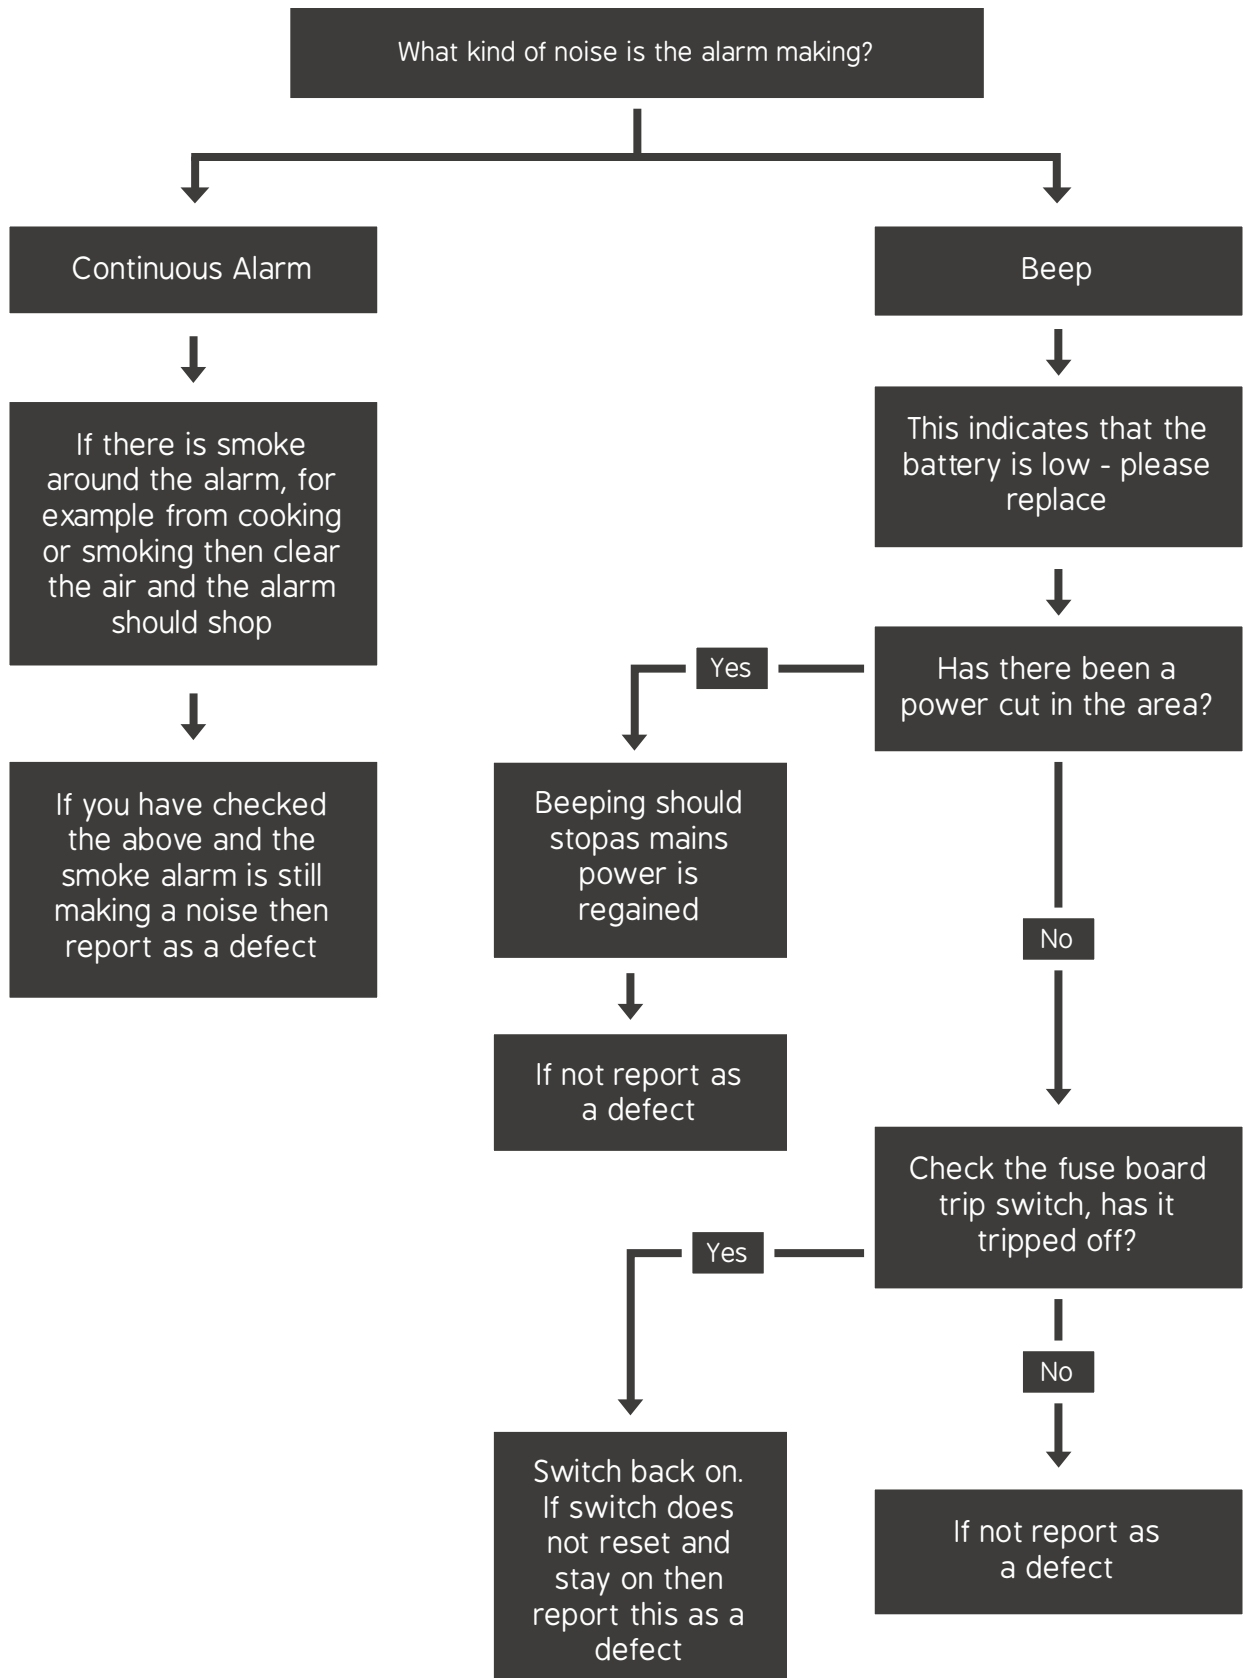 What kind of noise is the alarm making?
Continuous Alarm
If there is smoke
around the alarm, for
example from cooking
or smoking then clear
the air and the alarm
should shop
If you have checked
the above and the
smoke alarm is still
making a noise then
report as a defect
Beep
This indicates that the
battery is low - please
replace
Has there been a
power cut in the area?
Yes
Beeping should
stopas mains
power is
regained
If not report as
a defect
No
Check the fuse board
trip switch, has it
tripped off?
Yes
Switch back on.
If switch does
not reset and
stay on then
report this as a
defect
No
If not report as
a defect